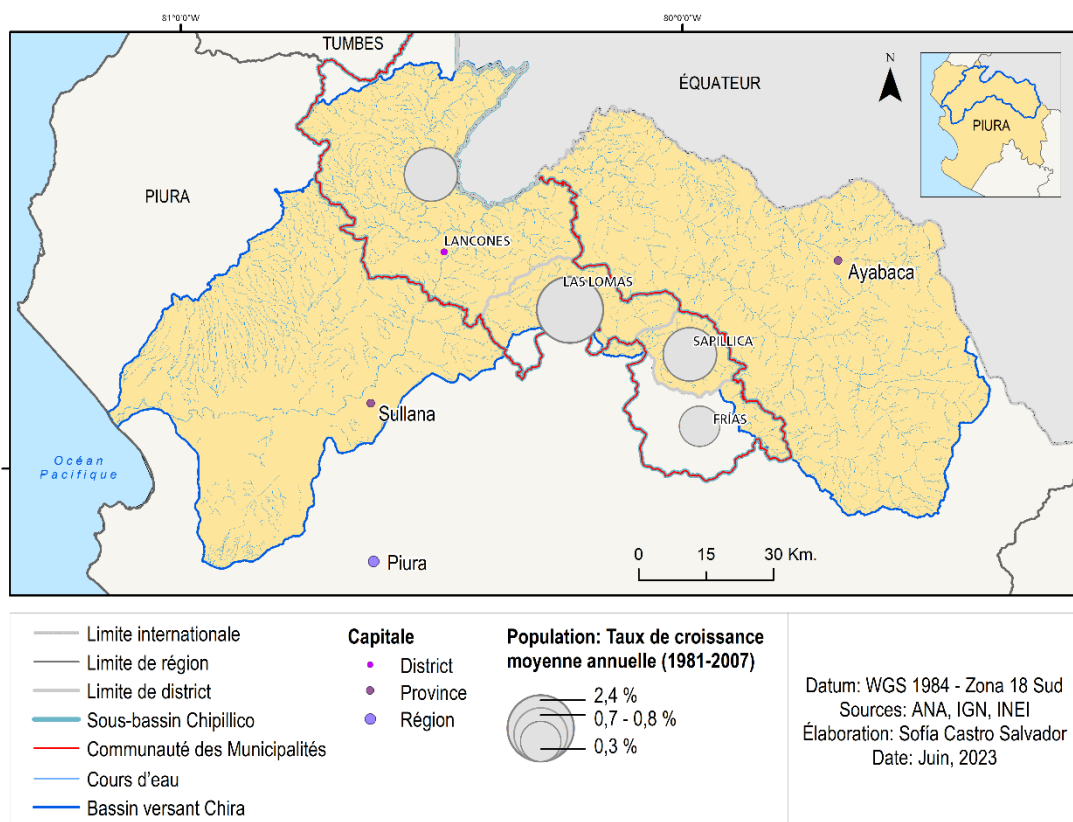 81°0'0"W
80°0'0"W
TUMBES
N
ÉQUATEUR
PIURA
PIURA
LANCONES
LAS LOMAS
Ayabaca
SAPILLICA
Sullana
FRÍAS
Océan
Pacifique
0 15 30 Km.
Piura
Limite internationale
Limite de région
Limite de district
Sous-bassin Chipillico
Communauté des Municipalités
Cours d'eau
Bassin versant Chira
Capitale
District
Province
Région
Population: Taux de croissance
moyenne annuelle (1981-2007)
2,4 %
0,7 - 0,8 %
0,3 %
Datum: WGS 1984 - Zona 18 Sud
Sources: ANA, IGN, INEI
Élaboration: Sofía Castro Salvador
Date: Juin, 2023